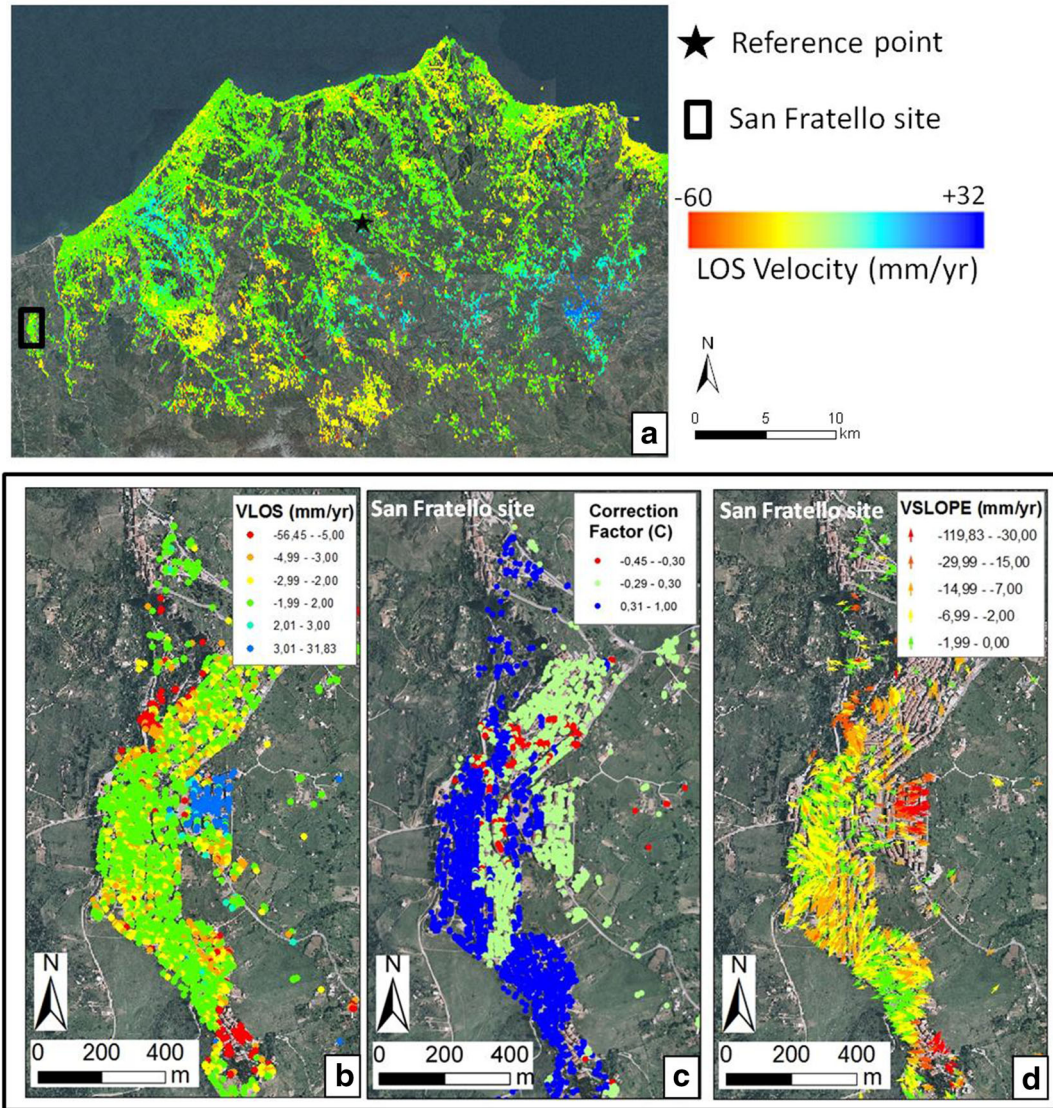 Reference point
San Fratello site
-60
+32
LOS Velocity (mm/yr)
N
0 5 10
km
a
VLOS (mm/yr)
-56,45 - -5,00
-4,99 - -3,00
-2,99 - -2,00
-1,99 - 2,00
2,01 - 3,00
3,01 - 31,83
N
0 200 400
m
b
San Fratello site
Correction
Factor (C)
-0,45 - -0,30
-0,29 - 0,30
0,31 - 1,00
N
0 200 400
m
c
San Fratello site
VSLOPE (mm/yr)
-119,83 - -30,00
-29,99 - -15,00
-14,99 - -7,00
-6,99 - -2,00
-1,99 - 0,00
N
0 200 400
m
d